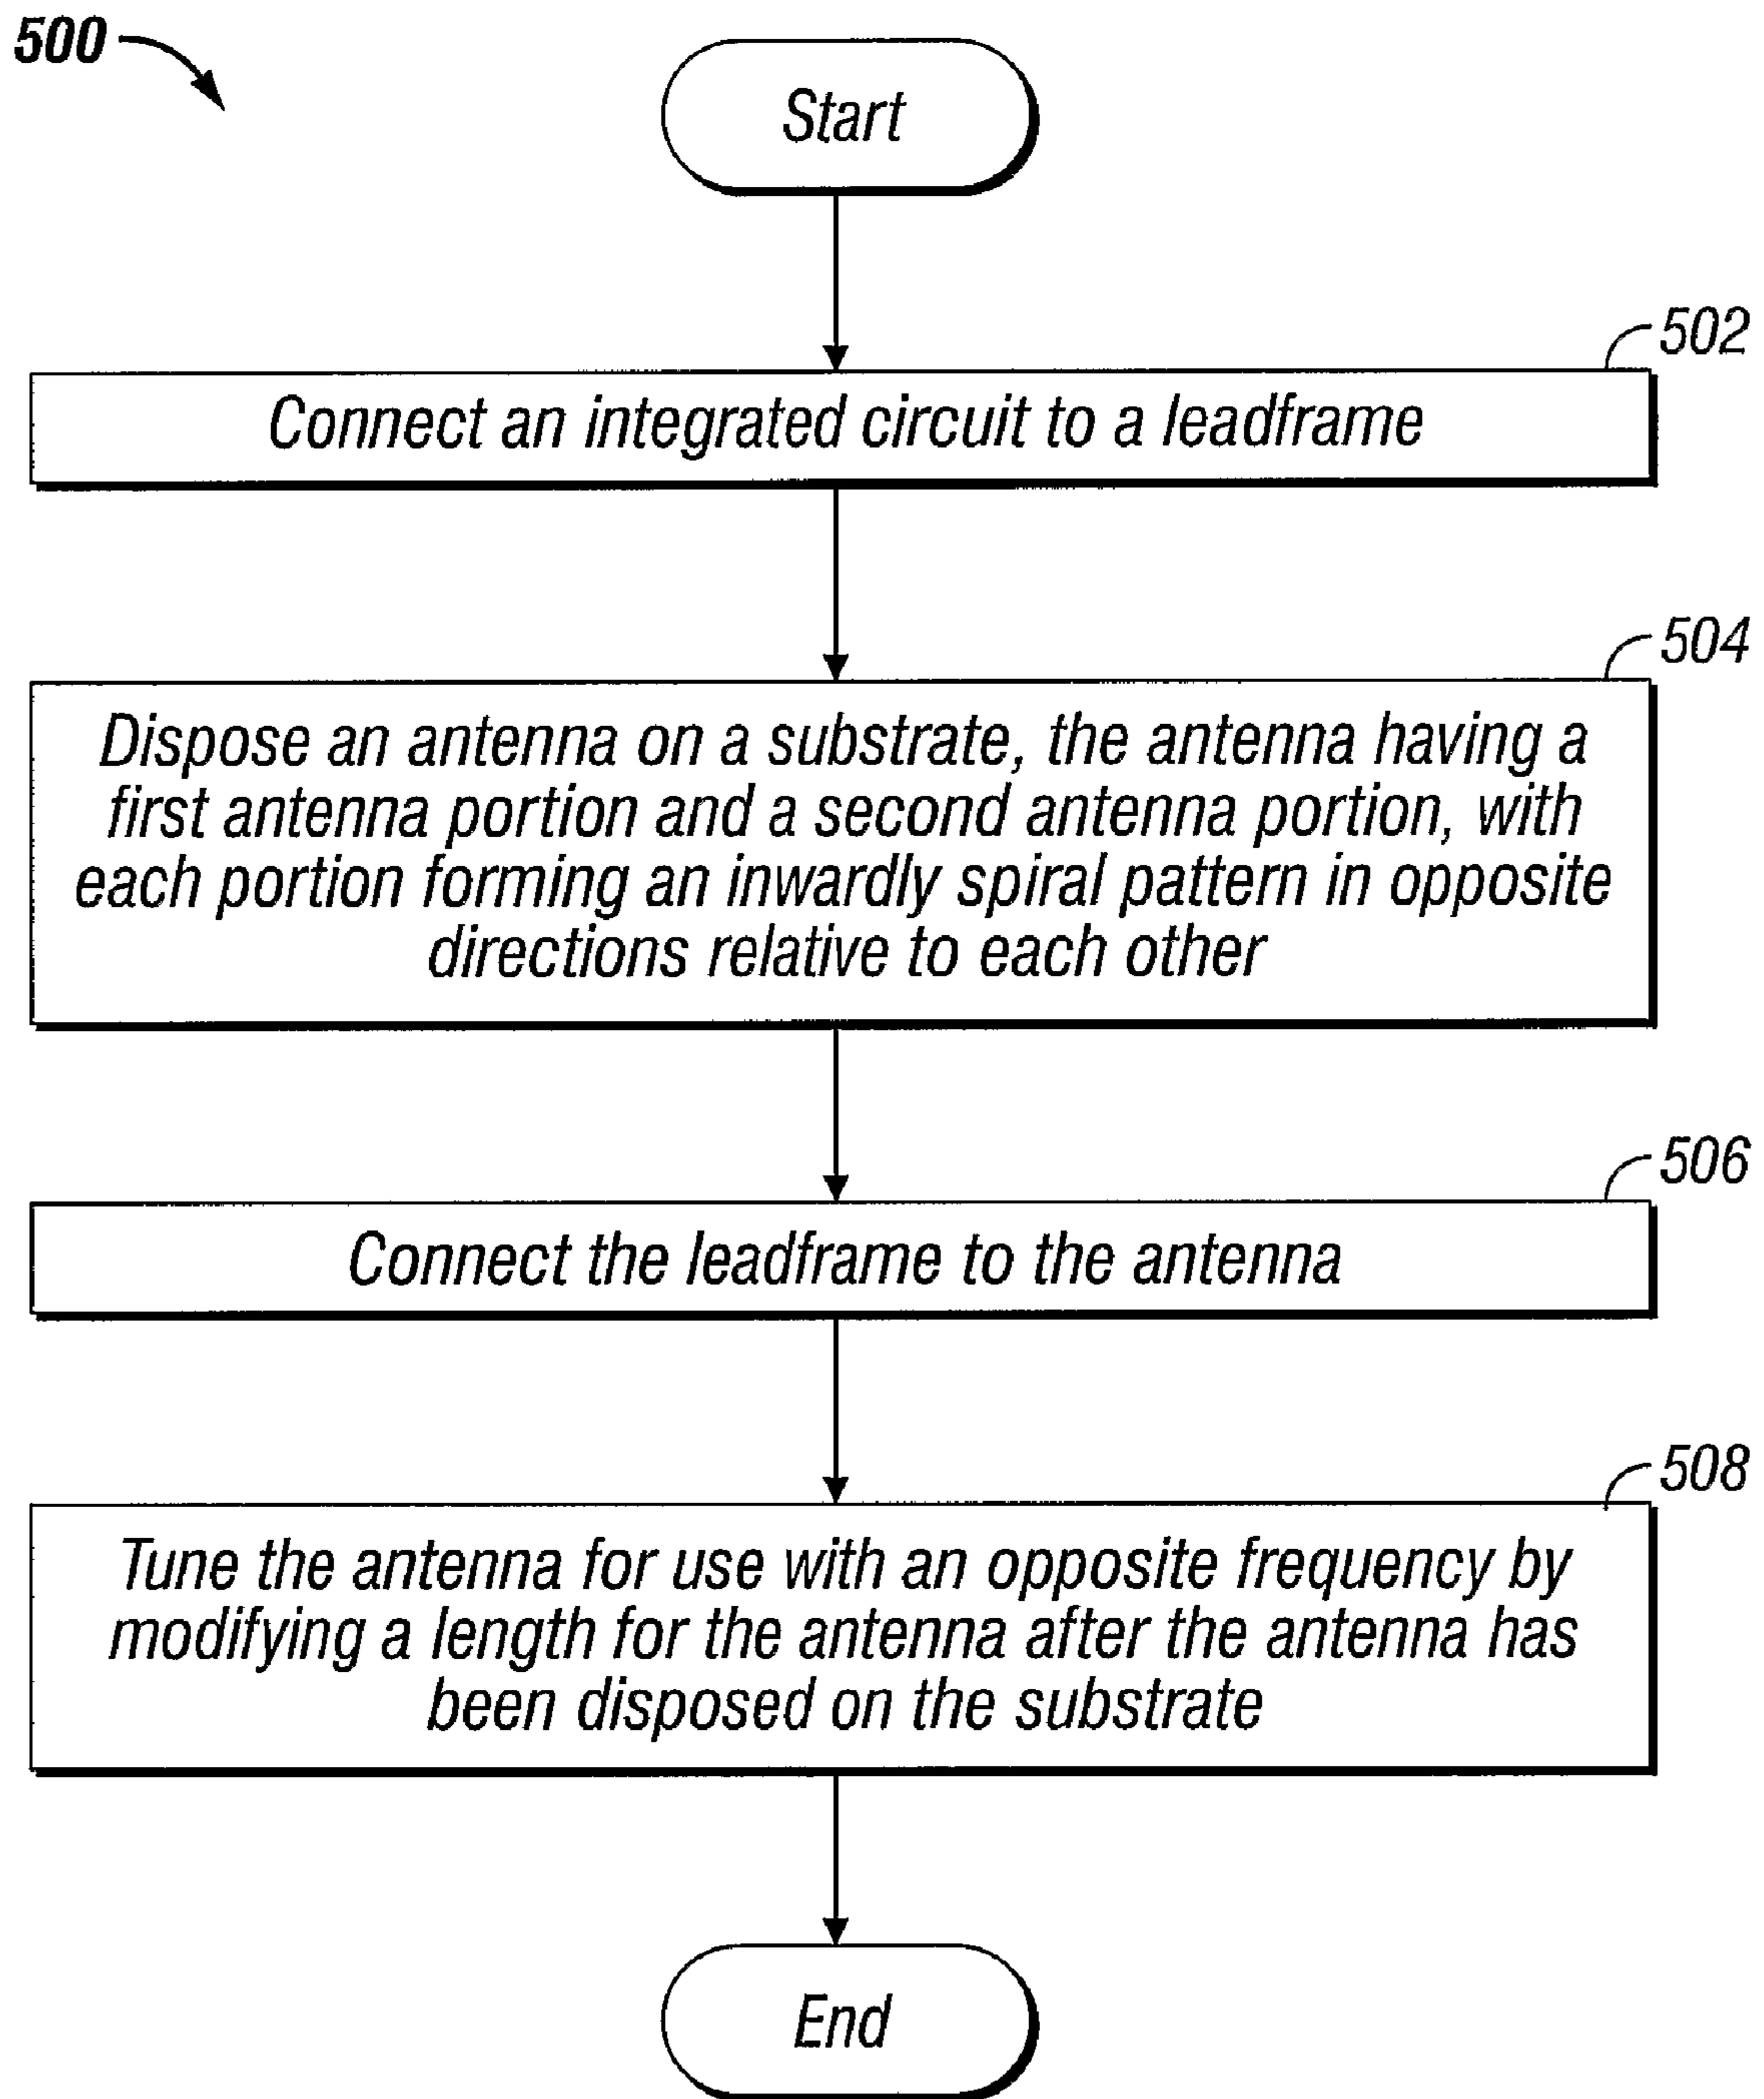 500
Start
502
Connect an integrated circuit to a leadframe
504
Dispose an antenna on a substrate, the antenna having a
first antenna portion and a second antenna portion, with
each portion forming an inwardly spiral pattern in opposite
directions relative to each other
506
Connect the leadframe to the antenna
508
Tune the antenna for use with an opposite frequency by
modifying a length for the antenna after the antenna has
been disposed on the substrate
End